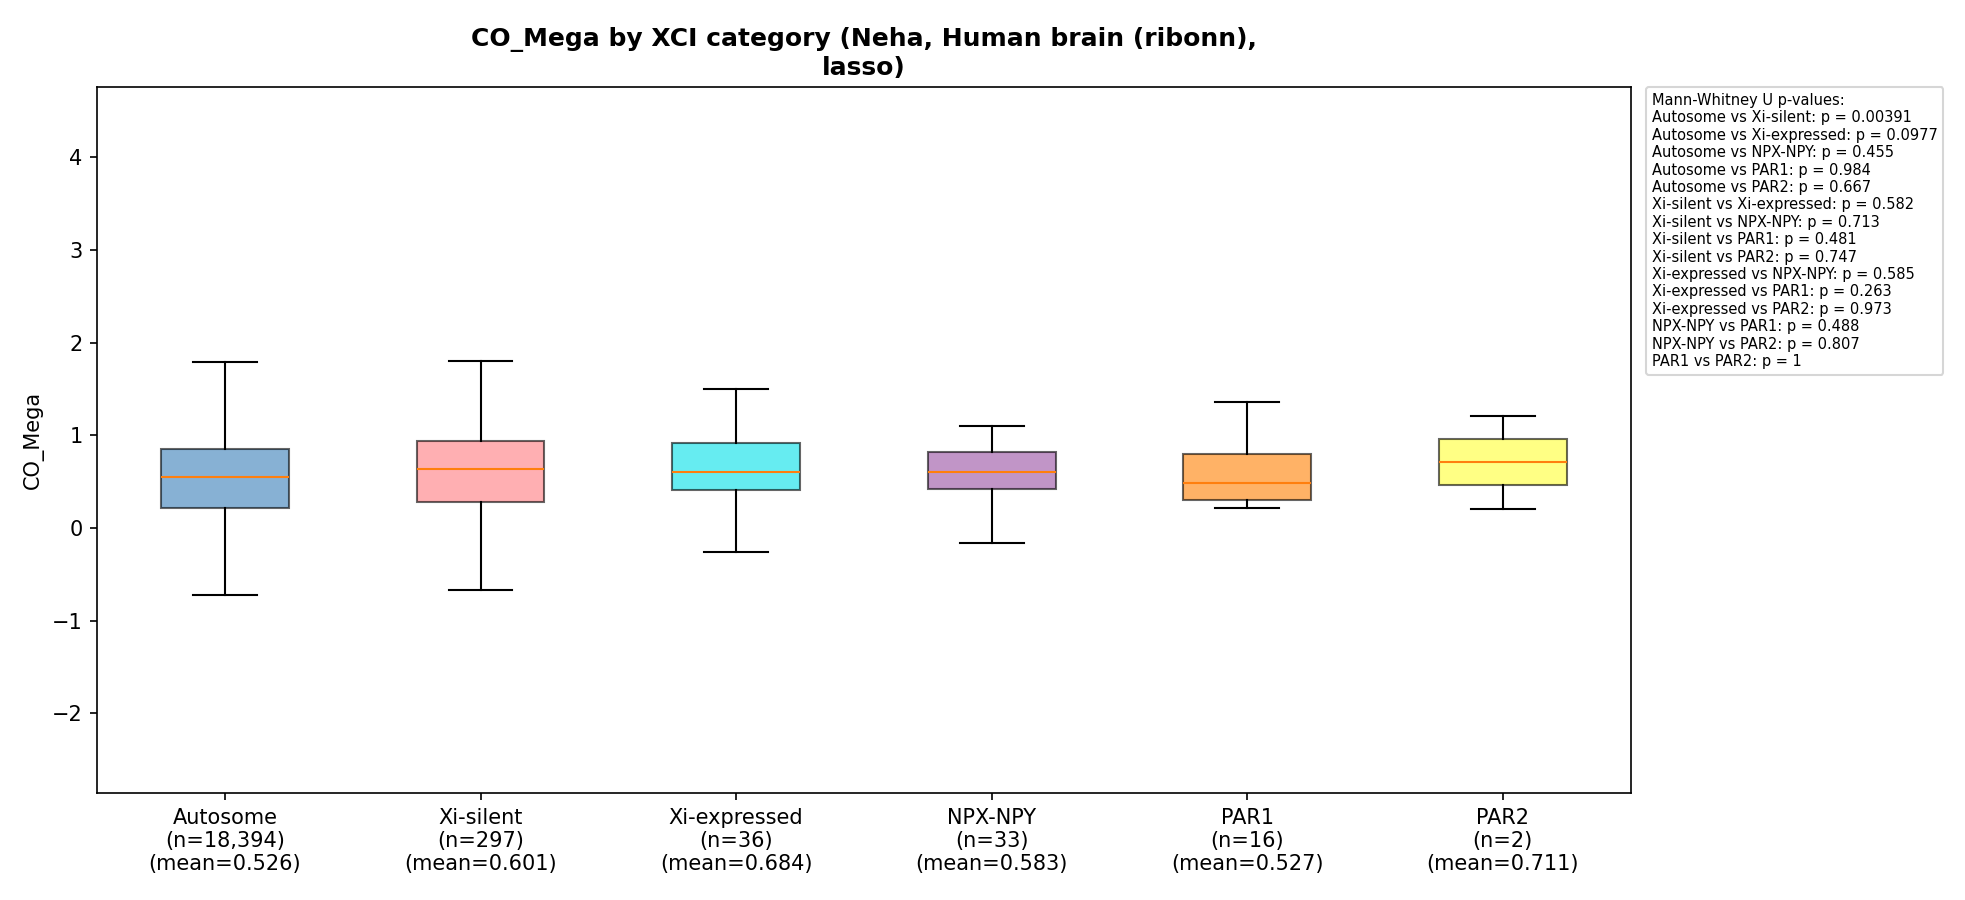 CO_Mega by XCI category (Neha, Human brain (ribonn),
lasso)
Mann-Whitney U p-values:
Autosome vs Xi-silent: p = 0.00391
Autosome vs Xi-expressed: p = 0.0977
Autosome vs NPX-NPY: p = 0.455
Autosome vs PAR1: p = 0.984
Autosome vs PAR2: p = 0.667
Xi-silent vs Xi-expressed: p = 0.582
Xi-silent vs NPX-NPY: p = 0.713
Xi-silent vs PAR1: p = 0.481
Xi-silent vs PAR2: p = 0.747
Xi-expressed vs NPX-NPY: p = 0.585
Xi-expressed vs PAR1: p = 0.263
Xi-expressed vs PAR2: p = 0.973
NPX-NPY vs PAR1: p = 0.488
NPX-NPY vs PAR2: p = 0.807
PAR1 vs PAR2: p = 1
CO_Mega
4
3
2
1
0
−1
−2
Autosome
(n=18,394)
(mean=0.526)
Xi-silent
(n=297)
(mean=0.601)
Xi-expressed
(n=36)
(mean=0.684)
NPX-NPY
(n=33)
(mean=0.583)
PAR1
(n=16)
(mean=0.527)
PAR2
(n=2)
(mean=0.711)